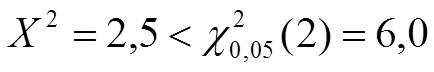 X² = 2,5 < χ²₀,₀₅(2) = 6,0